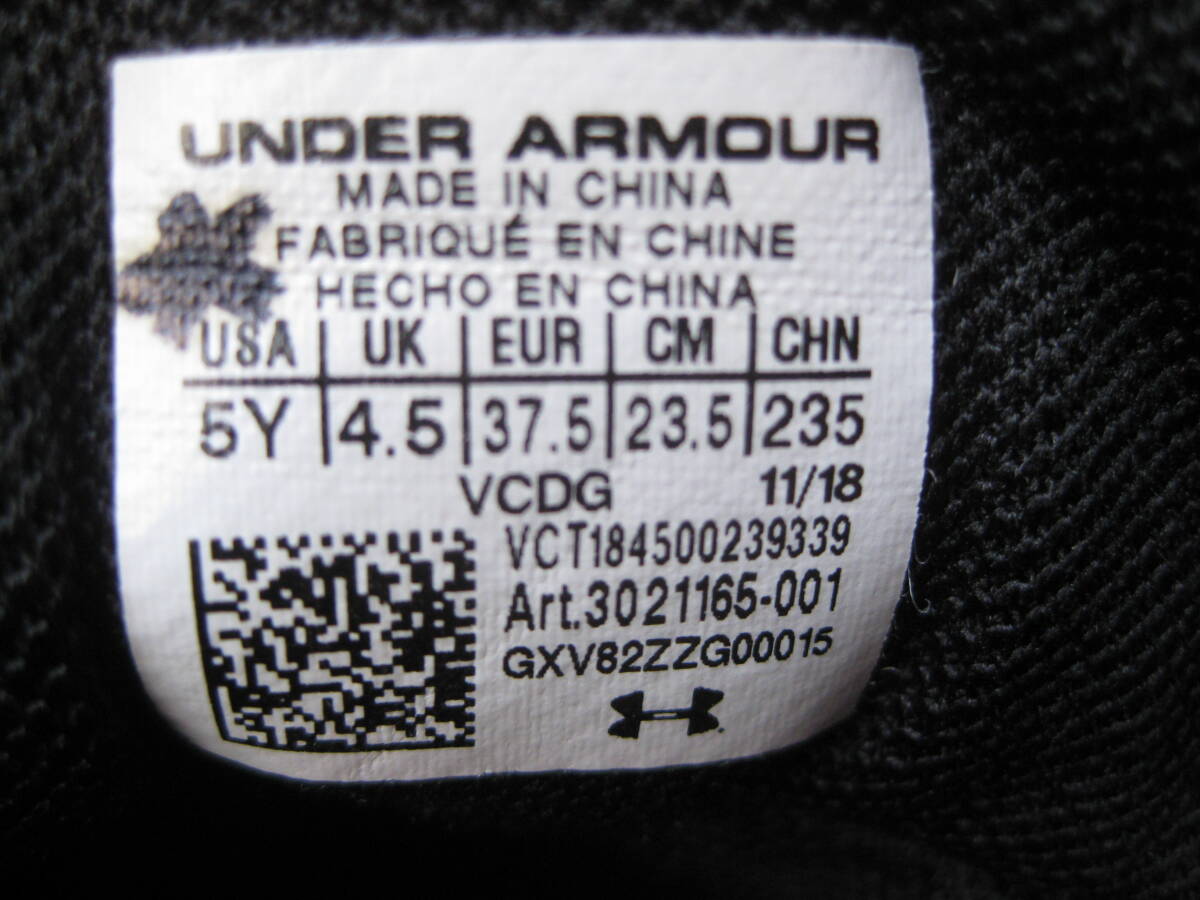 UNDER ARMOUR
MADE IN CHINA
FABRIQUÉ EN CHINE
HECHO EN CHINA
USA UK EUR CM CHN
5Y 4.5 37.5 23.5 235
VCDG 11/18
VCT184500239339
Art.3021165-001
GXV82ZZG00015